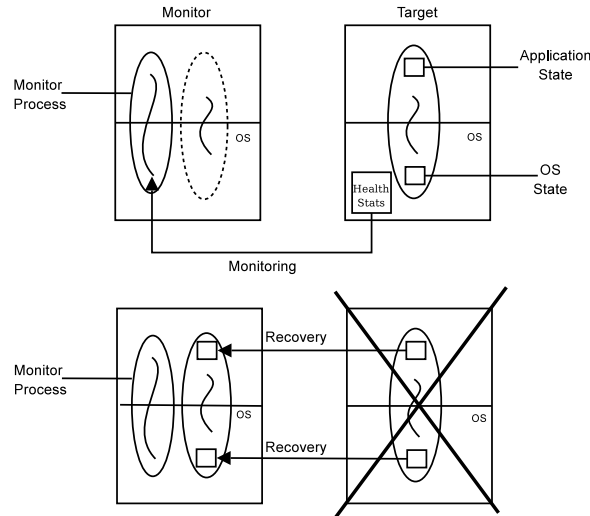 Monitor
Target
Monitor
Process
Application
State
OS
OS
OS
State
Health
Stats
Monitoring
Recovery
Monitor
Process
OS
OS
Recovery